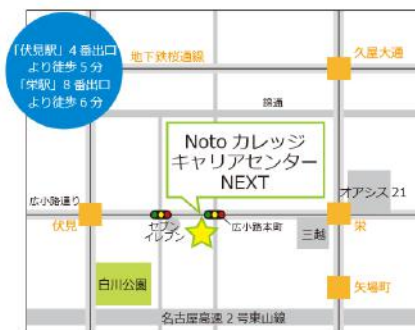 「伏見駅」4番出口
より徒歩5分
「栄駅」8番出口
より徒歩6分
地下鉄桜通線
久屋大通
錦通
Noto カレッジ
キャリアセンター
NEXT
オアシス21
広小路通り
伏見
セブン
イレブン
広小路本町
三越
栄
白川公園
矢場町
名古屋高速2号東山線